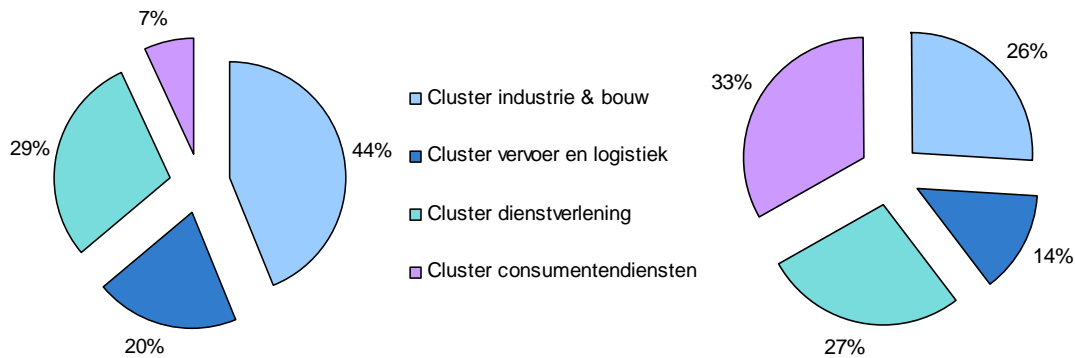 7%
29%
44%
20%
Cluster industrie & bouw
Cluster vervoer en logistiek
Cluster dienstverlening
Cluster consumentendiensten
33%
26%
14%
27%